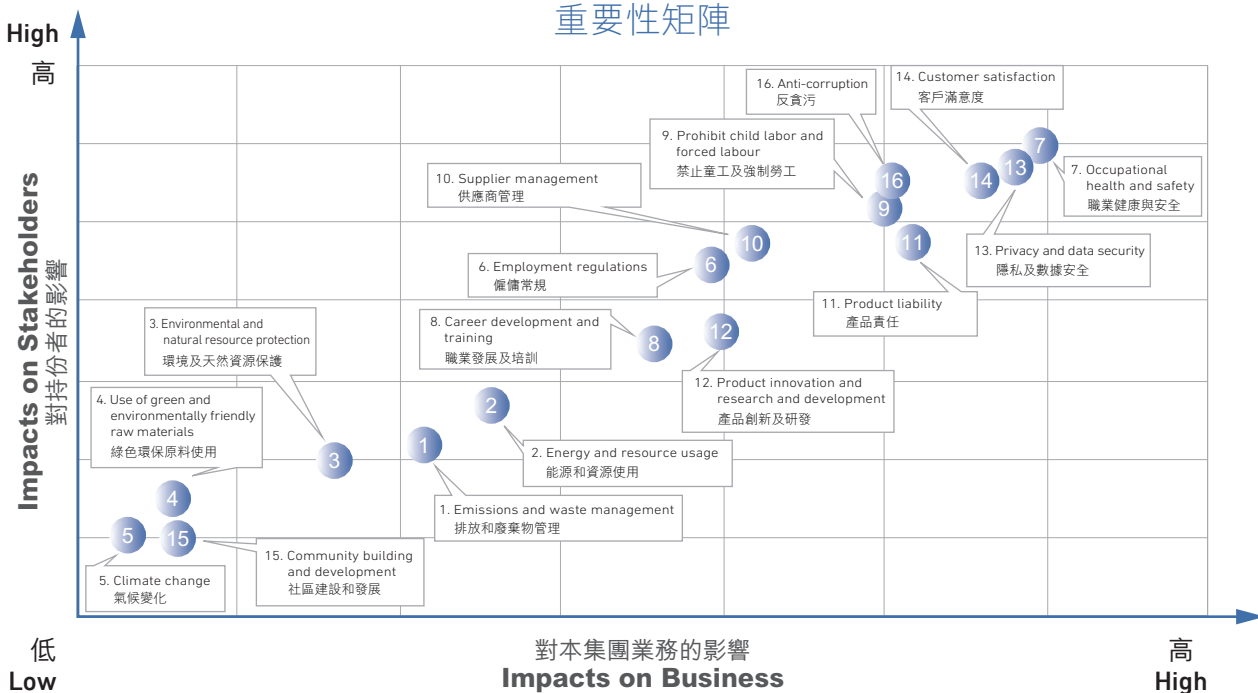 重要性矩陣
High
高
Impacts on Stakeholders
對持份者的影響
16. Anti-corruption
反貪污
14. Customer satisfaction
客戶滿意度
9. Prohibit child labor and
forced labour
禁止童工及強制勞工
10. Supplier management
供應商管理
7. Occupational
health and safety
職業健康與安全
13. Privacy and data security
隱私及數據安全
6. Employment regulations
僱傭常規
11. Product liability
產品責任
3. Environmental and
natural resource protection
環境及天然資源保護
8. Career development and
training
職業發展及培訓
12. Product innovation and
research and development
產品創新及研發
4. Use of green and
environmentally friendly
raw materials
綠色環保原料使用
2. Energy and resource usage
能源和資源使用
1. Emissions and waste management
排放和廢棄物管理
15. Community building
and development
社區建設和發展
5. Climate change
氣候變化
7
13
14
16
9
11
10
6
12
8
2
1
3
4
5
15
低
Low
對本集團業務的影響
Impacts on Business
高
High